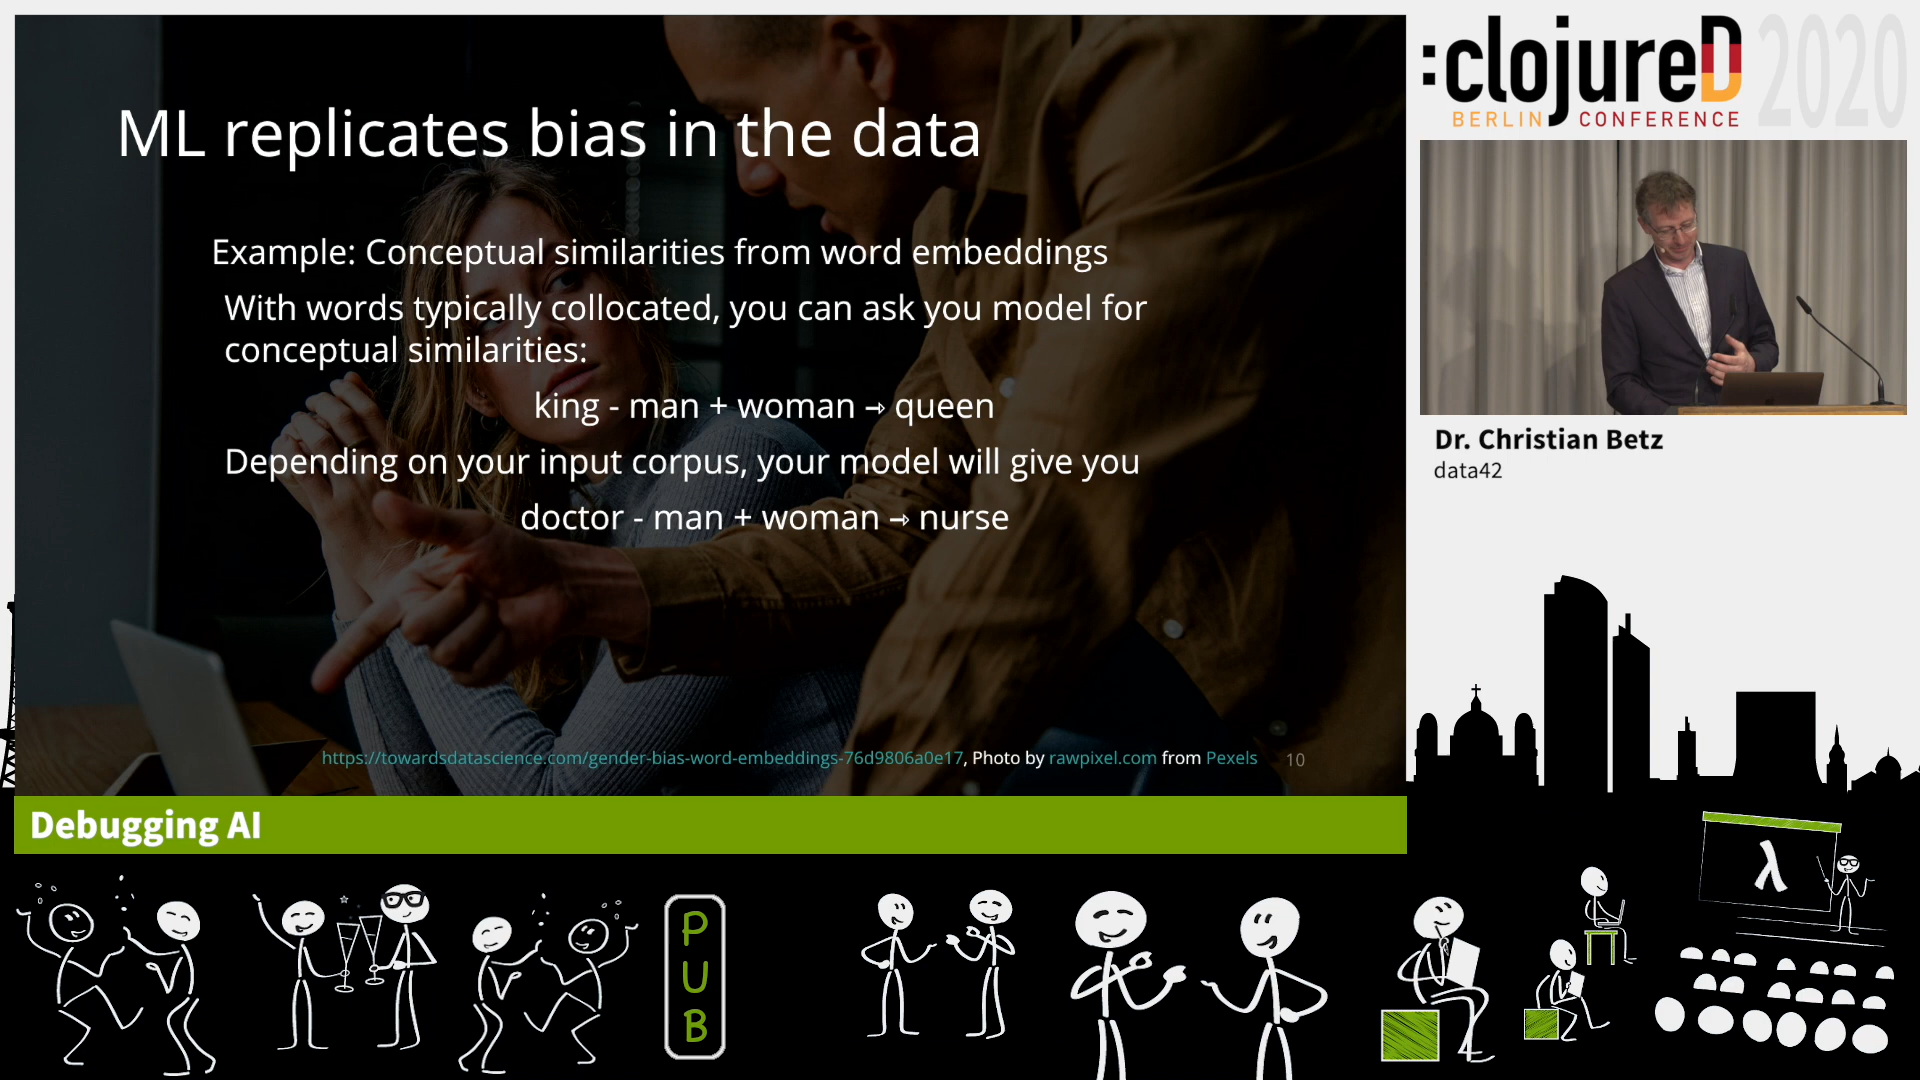 ML replicates bias in the data
Example: Conceptual similarities from word embeddings
With words typically collocated, you can ask you model for
conceptual similarities:
king - man + woman → queen
Depending on your input corpus, your model will give you
doctor - man + woman → nurse
https://towardsdatascience.com/gender-bias-word-embeddings-76d9806a0e17, Photo by rawpixel.com from Pexels
10
:clojureD 2020
BERLIN CONFERENCE
Dr. Christian Betz
data42
Debugging AI
PUB
λ